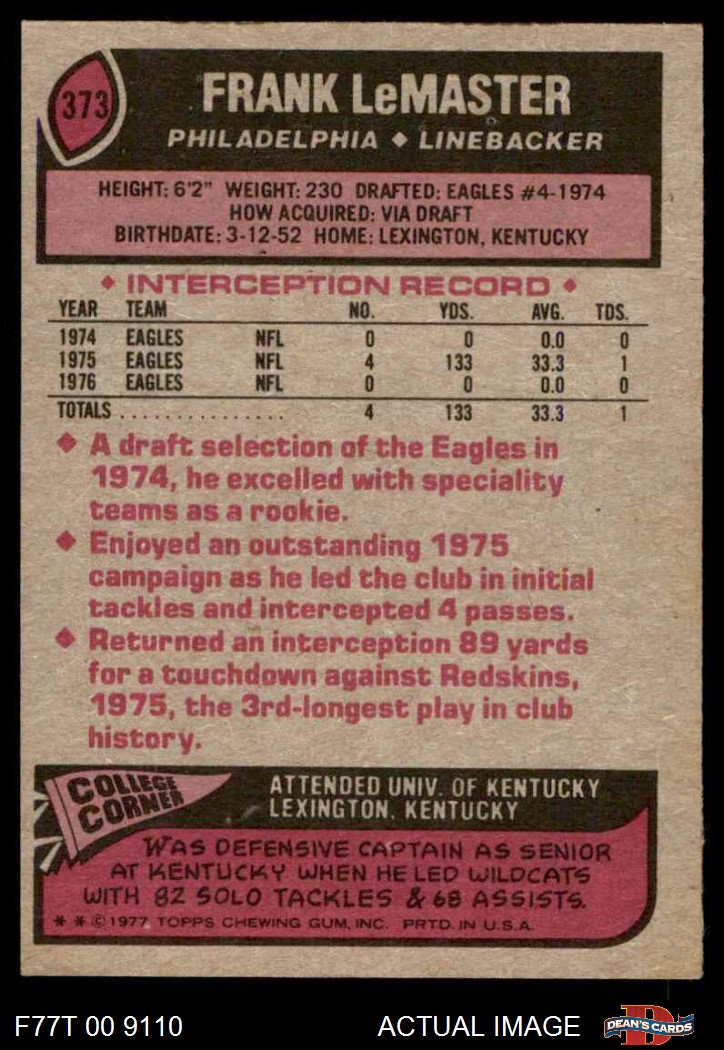 373
FRANK LeMASTER
PHILADELPHIA ◆ LINEBACKER
HEIGHT: 6'2" WEIGHT: 230 DRAFTED: EAGLES #4-1974
HOW ACQUIRED: VIA DRAFT
BIRTHDATE: 3-12-52 HOME: LEXINGTON, KENTUCKY
◆ INTERCEPTION RECORD ◆
YEAR TEAM NO. YDS. AVG. TDS.
1974 EAGLES NFL 0 0 0.0 0
1975 EAGLES NFL 4 133 33.3 1
1976 EAGLES NFL 0 0 0.0 0
TOTALS . . . . . . . . . . . . . . . 4 133 33.3 1
◆ A draft selection of the Eagles in
1974, he excelled with speciality
teams as a rookie.
◆ Enjoyed an outstanding 1975
campaign as he led the club in initial
tackles and intercepted 4 passes.
◆ Returned an interception 89 yards
for a touchdown against Redskins,
1975, the 3rd-longest play in club
history.
COLLEGE
CORNER
ATTENDED UNIV. OF KENTUCKY
LEXINGTON, KENTUCKY
WAS DEFENSIVE CAPTAIN AS SENIOR
AT KENTUCKY WHEN HE LED WILDCATS
WITH 82 SOLO TACKLES & 68 ASSISTS.
* * © 1977 TOPPS CHEWING GUM, INC. PRTD. IN U.S.A.
F77T 00 9110
ACTUAL IMAGE
D
DEAN'S CARDS